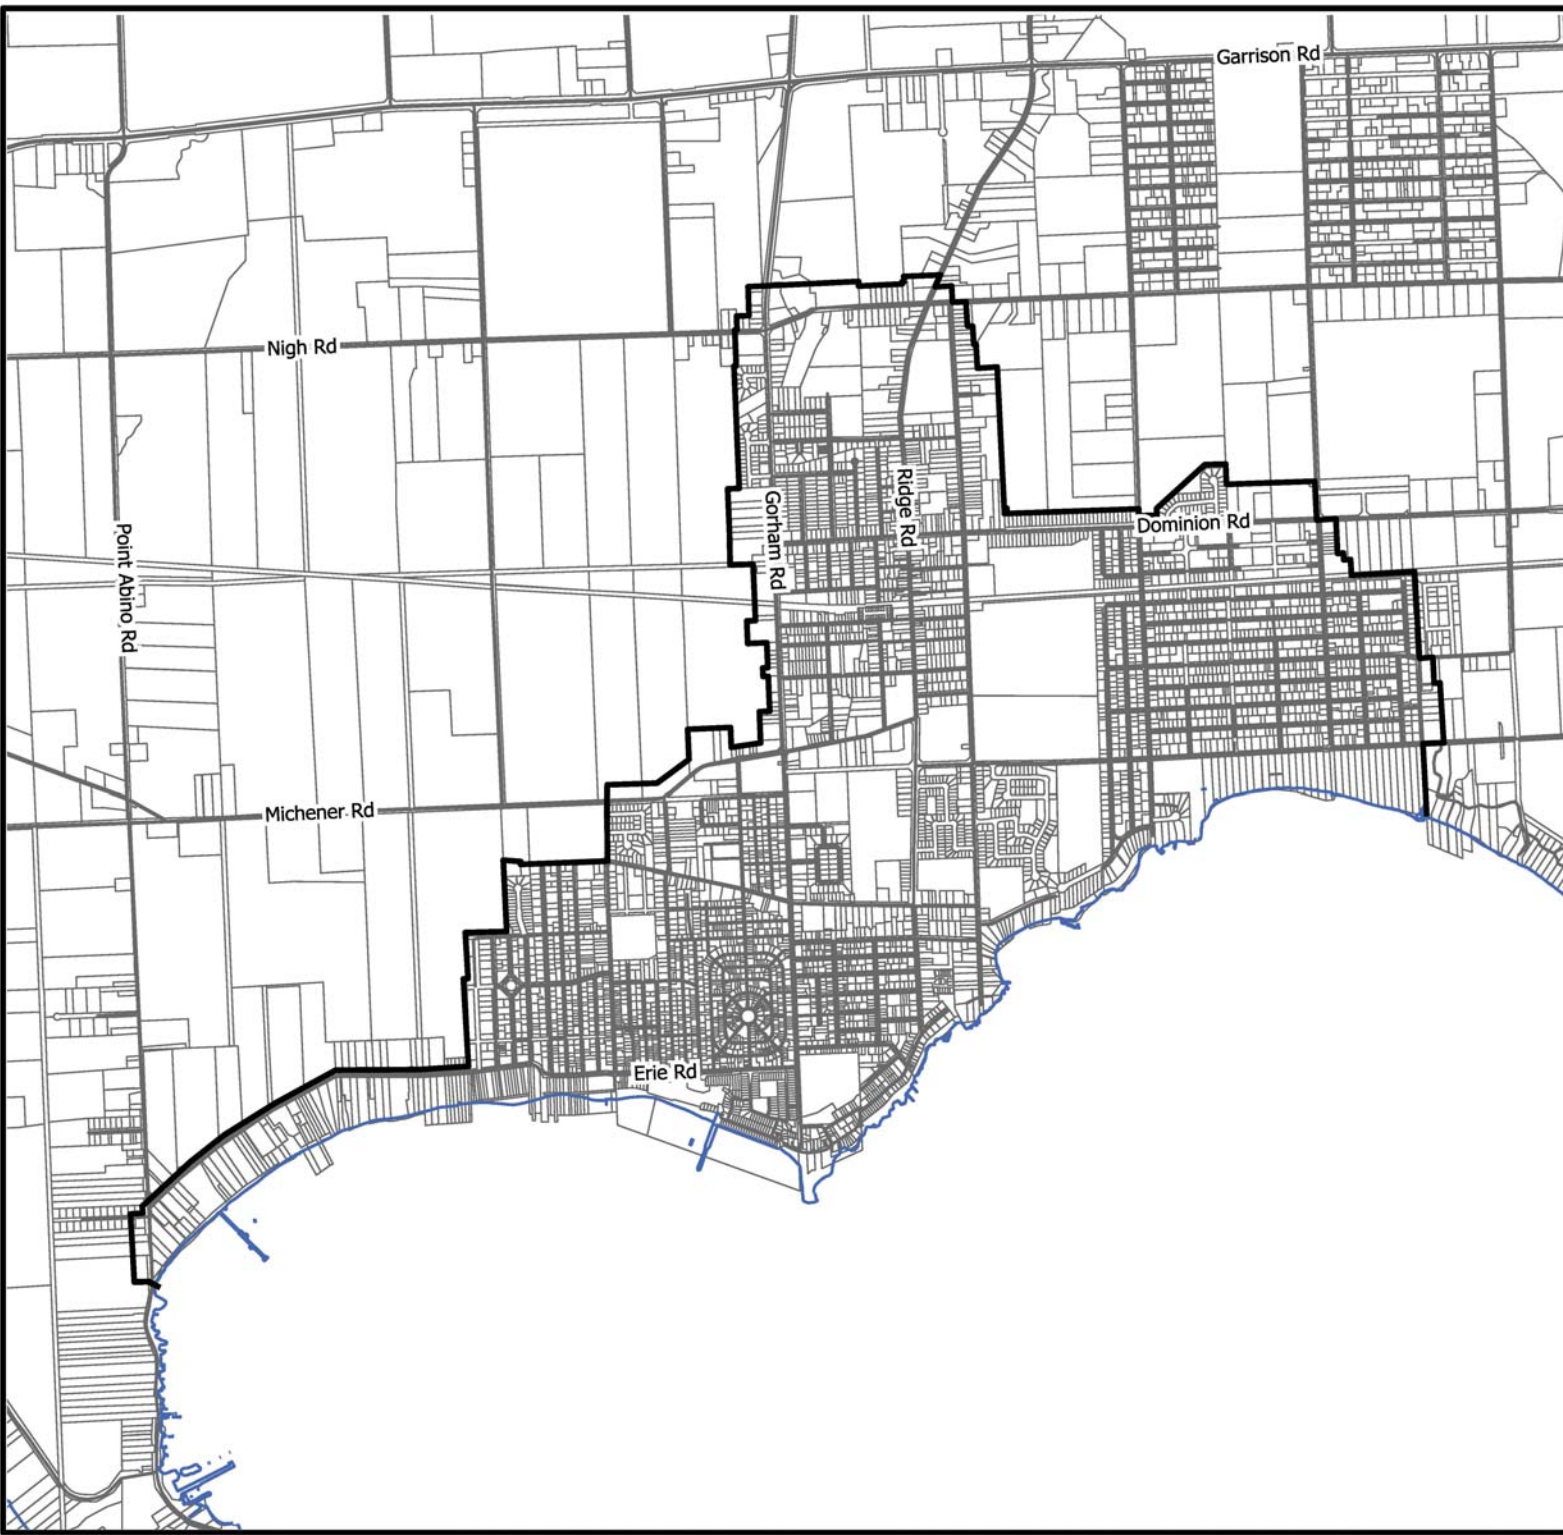 Garrison Rd
Nigh Rd
Ridge Rd
Gorham Rd
Dominion Rd
Point Abino Rd
Michener Rd
Erie Rd